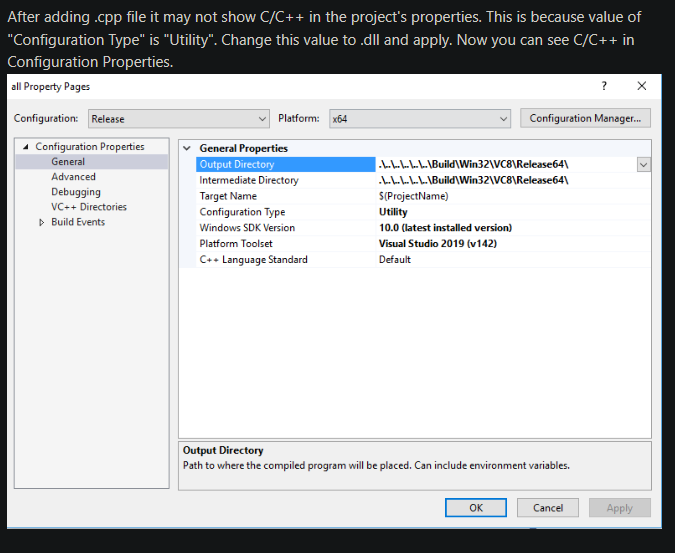 After adding .cpp file it may not show C/C++ in the project's properties. This is because value of
"Configuration Type" is "Utility". Change this value to .dll and apply. Now you can see C/C++ in
Configuration Properties.
all Property Pages
? X
Configuration: Release Platform: x64 Configuration Manager...
Configuration Properties
General
Advanced
Debugging
VC++ Directories
Build Events
General Properties
Output Directory .\..\..\..\..\..\Build\Win32\VC8\Release64\
Intermediate Directory .\..\..\..\..\..\Build\Win32\VC8\Release64\
Target Name $(ProjectName)
Configuration Type Utility
Windows SDK Version 10.0 (latest installed version)
Platform Toolset Visual Studio 2019 (v142)
C++ Language Standard Default
Output Directory
Path to where the compiled program will be placed. Can include environment variables.
OK Cancel Apply